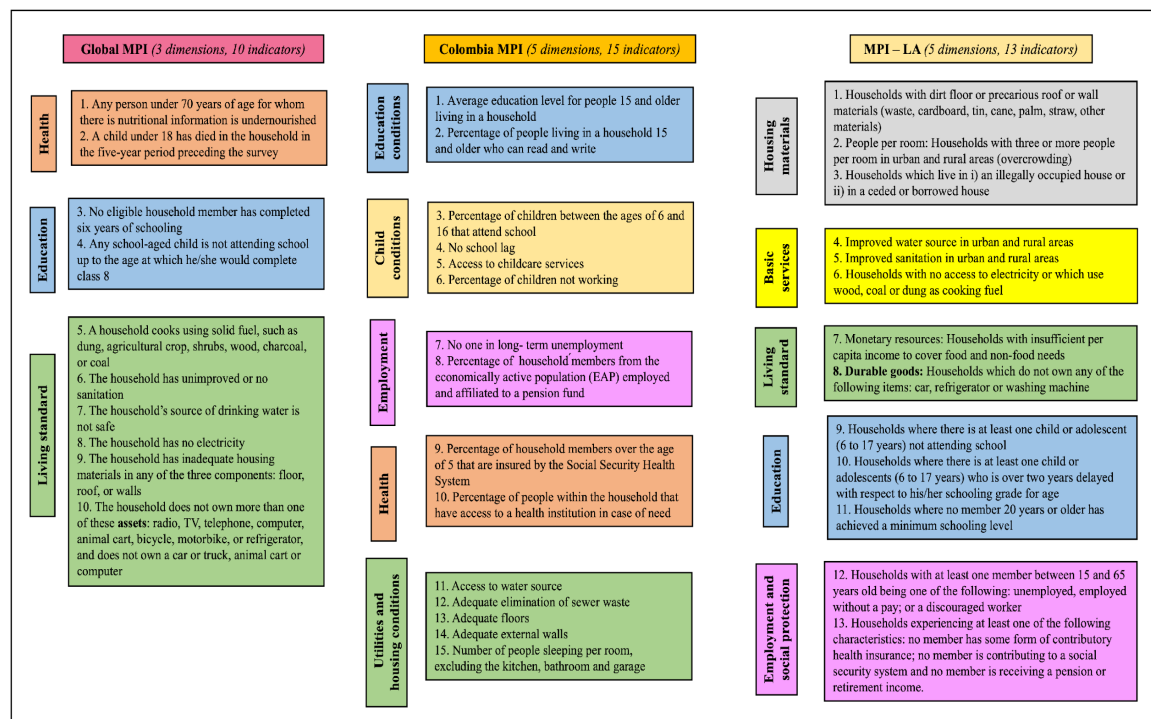 Global MPI (3 dimensions, 10 indicators)
Health
1. Any person under 70 years of age for whom
there is nutritional information is undernourished
2. A child under 18 has died in the household in
the five-year period preceding the survey
Education
3. No eligible household member has completed
six years of schooling
4. Any school-aged child is not attending school
up to the age at which he/she would complete
class 8
Living standard
5. A household cooks using solid fuel, such as
dung, agricultural crop, shrubs, wood, charcoal,
or coal
6. The household has unimproved or no
sanitation
7. The household's source of drinking water is
not safe
8. The household has no electricity
9. The household has inadequate housing
materials in any of the three components: floor,
roof, or walls
10. The household does not own more than one
of these assets: radio, TV, telephone, computer,
animal cart, bicycle, motorbike, or refrigerator,
and does not own a car or truck, animal cart or
computer
Colombia MPI (5 dimensions, 15 indicators)
Education
conditions
1. Average education level for people 15 and older
living in a household
2. Percentage of people living in a household 15
and older who can read and write
Child
conditions
3. Percentage of children between the ages of 6 and
16 that attend school
4. No school lag
5. Access to childcare services
6. Percentage of children not working
Employment
7. No one in long- term unemployment
8. Percentage of household´members from the
economically active population (EAP) employed
and affiliated to a pension fund
Health
9. Percentage of household members over the age
of 5 that are insured by the Social Security Health
System
10. Percentage of people within the household that
have access to a health institution in case of need
Utilities and
housing conditions
11. Access to water source
12. Adequate elimination of sewer waste
13. Adequate floors
14. Adequate external walls
15. Number of people sleeping per room,
excluding the kitchen, bathroom and garage
MPI – LA (5 dimensions, 13 indicators)
Housing
materials
1. Households with dirt floor or precarious roof or wall
materials (waste, cardboard, tin, cane, palm, straw, other
materials)
2. People per room: Households with three or more people
per room in urban and rural areas (overcrowding)
3. Households which live in i) an illegally occupied house or
ii) in a ceded or borrowed house
Basic
services
4. Improved water source in urban and rural areas
5. Improved sanitation in urban and rural areas
6. Households with no access to electricity or which use
wood, coal or dung as cooking fuel
Living
standard
7. Monetary resources: Households with insufficient per
capita income to cover food and non-food needs
8. Durable goods: Households which do not own any of the
following items: car, refrigerator or washing machine
Education
9. Households where there is at least one child or adolescent
(6 to 17 years) not attending school
10. Households where there is at least one child or
adolescents (6 to 17 years) who is over two years delayed
with respect to his/her schooling grade for age
11. Households where no member 20 years or older has
achieved a minimum schooling level
Employment and
social protection
12. Households with at least one member between 15 and 65
years old being one of the following: unemployed, employed
without a pay; or a discouraged worker
13. Households experiencing at least one of the following
characteristics: no member has some form of contributory
health insurance; no member is contributing to a social
security system and no member is receiving a pension or
retirement income.